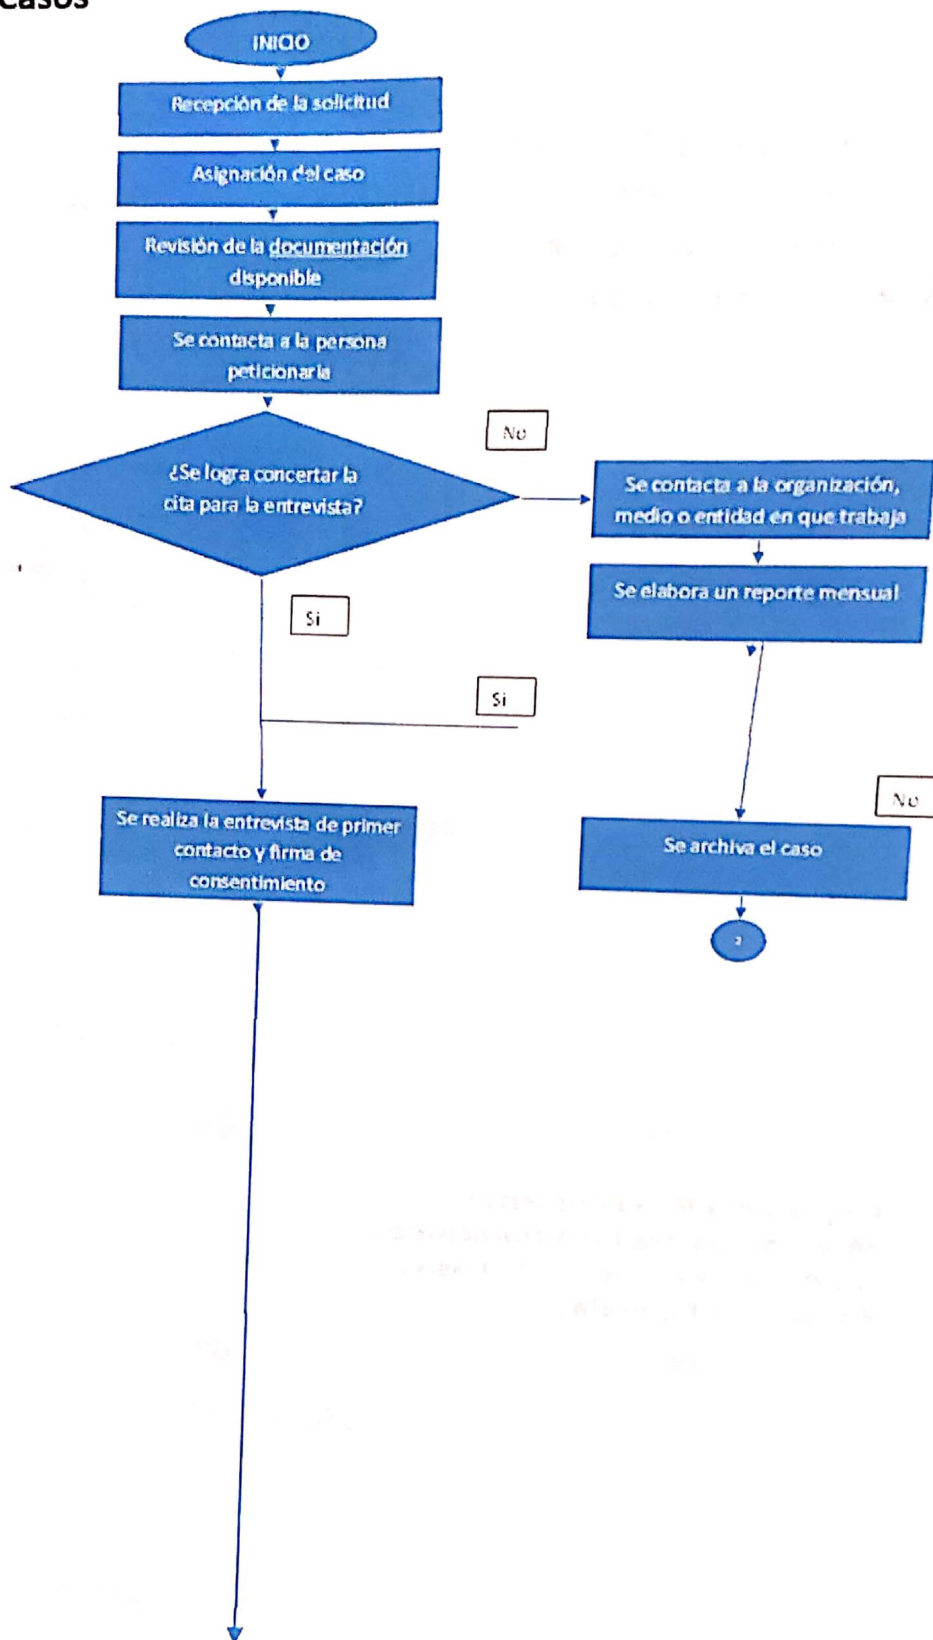 Casos
INICIO
Recepción de la solicitud
Asignación del caso
Revisión de la documentación
disponible
Se contacta a la persona
peticionaria
¿Se logra concertar la
cita para la entrevista?
No
Se contacta a la organización,
medio o entidad en que trabaja
Se elabora un reporte mensual
Si
Si
Se realiza la entrevista de primer
contacto y firma de
consentimiento
No
Se archiva el caso